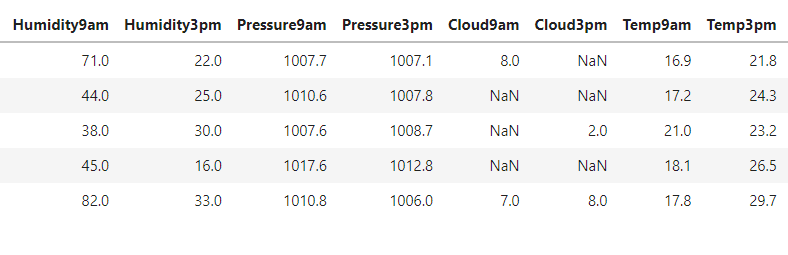 Humidity9am Humidity3pm Pressure9am Pressure3pm Cloud9am Cloud3pm Temp9am Temp3pm
71.0 22.0 1007.7 1007.1 8.0 NaN 16.9 21.8
44.0 25.0 1010.6 1007.8 NaN NaN 17.2 24.3
38.0 30.0 1007.6 1008.7 NaN 2.0 21.0 23.2
45.0 16.0 1017.6 1012.8 NaN NaN 18.1 26.5
82.0 33.0 1010.8 1006.0 7.0 8.0 17.8 29.7